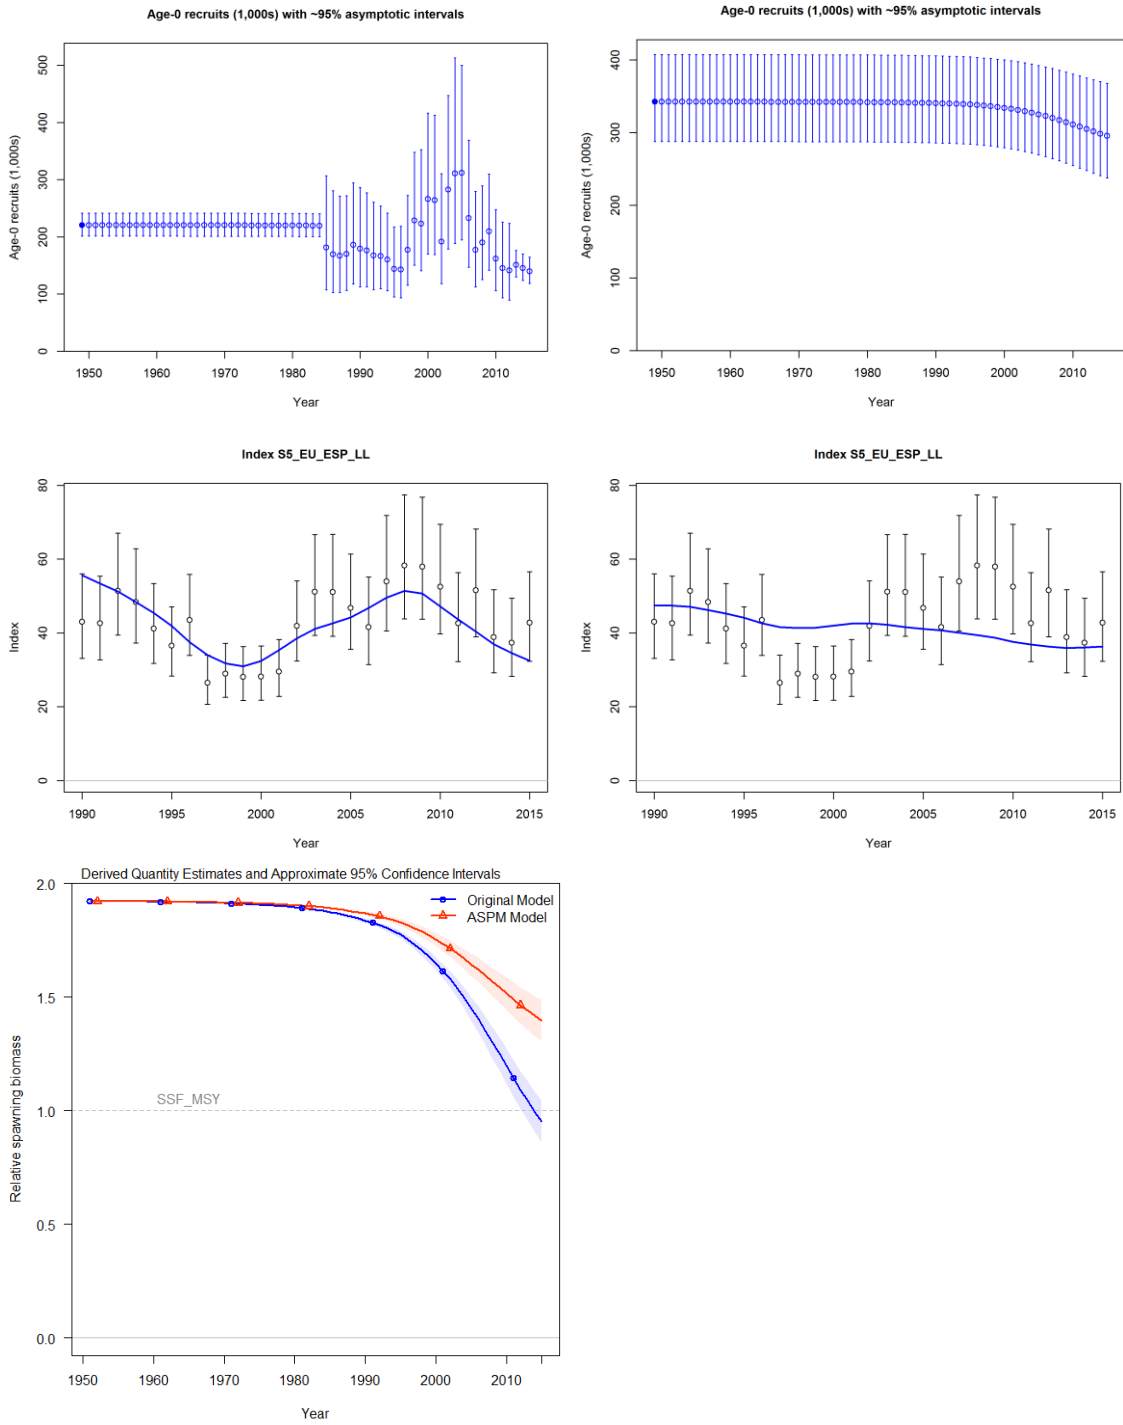 Age-0 recruits (1,000s) with ~95% asymptotic intervals
Age-0 recruits (1,000s)
500
400
300
200
100
0
1950 1960 1970 1980 1990 2000 2010
Year
Age-0 recruits (1,000s) with ~95% asymptotic intervals
Age-0 recruits (1,000s)
400
300
200
100
0
1950 1960 1970 1980 1990 2000 2010
Year
Index S5_EU_ESP_LL
Index
80
60
40
20
0
1990 1995 2000 2005 2010 2015
Year
Index S5_EU_ESP_LL
Index
80
60
40
20
0
1990 1995 2000 2005 2010 2015
Year
Derived Quantity Estimates and Approximate 95% Confidence Intervals
Original Model
ASPM Model
SSF_MSY
Relative spawning biomass
2.0
1.5
1.0
0.5
0.0
1950 1960 1970 1980 1990 2000 2010
Year